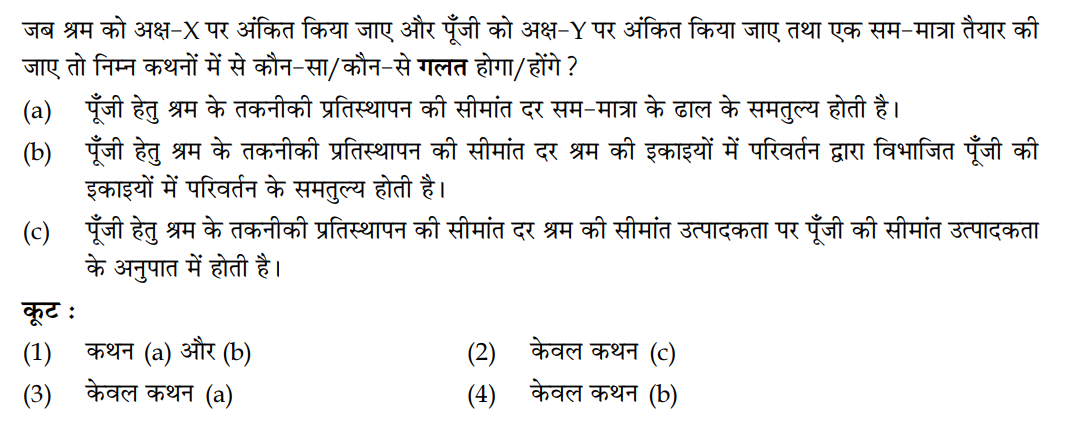 जब श्रम को अक्ष-X पर अंकित किया जाए और पूँजी को अक्ष-Y पर अंकित किया जाए तथा एक सम-मात्रा तैयार की
जाए तो निम्न कथनों में से कौन-सा/कौन-से गलत होगा/होंगे ?
(a) पूँजी हेतु श्रम के तकनीकी प्रतिस्थापन की सीमांत दर सम-मात्रा के ढाल के समतुल्य होती है।
(b) पूँजी हेतु श्रम के तकनीकी प्रतिस्थापन की सीमांत दर श्रम की इकाइयों में परिवर्तन द्वारा विभाजित पूँजी की
इकाइयों में परिवर्तन के समतुल्य होती है।
(c) पूँजी हेतु श्रम के तकनीकी प्रतिस्थापन की सीमांत दर श्रम की सीमांत उत्पादकता पर पूँजी की सीमांत उत्पादकता
के अनुपात में होती है।
कूट :
(1) कथन (a) और (b) (2) केवल कथन (c)
(3) केवल कथन (a) (4) केवल कथन (b)